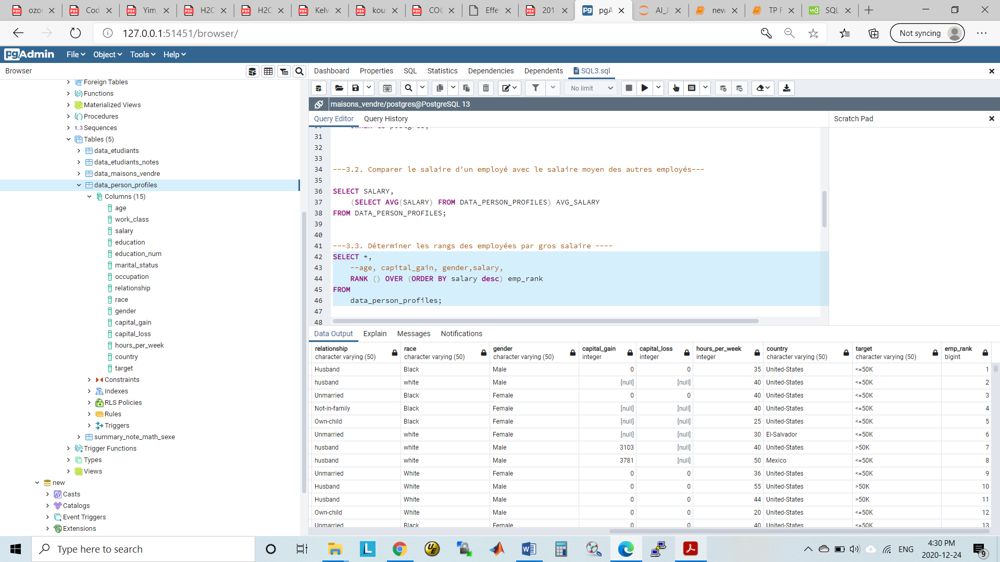 ozor
Cod
Yim_
H2C
H2C
Kelv
kour
CO
Effe
201
pgA
AI_J
new
TP F
SQL
127.0.0.1:51451/browser/
Not syncing
pgAdmin File Object Tools Help
Browser
Dashboard Properties SQL Statistics Dependencies Dependents SQL3.sql
No limit
maisons_vendre/postgres@PostgreSQL 13
Query Editor Query History
Scratch Pad
Foreign Tables
Functions
Materialized Views
Procedures
1..3 Sequences
Tables (5)
data_etudiants
data_etudiants_notes
data_maisons_vendre
data_person_profiles
Columns (15)
age
work_class
salary
education
education_num
marital_status
occupation
relationship
race
gender
capital_gain
capital_loss
hours_per_week
country
target
Constraints
Indexes
RLS Policies
Rules
Triggers
summary_note_math_sexe
Trigger Functions
Types
Views
new
Casts
Catalogs
Event Triggers
Extensions
31
32
33
34 ---3.2. Comparer le salaire d'un employé avec le salaire moyen des autres employés---
35
36 SELECT SALARY,
37 (SELECT AVG(SALARY) FROM DATA_PERSON_PROFILES) AVG_SALARY
38 FROM DATA_PERSON_PROFILES;
39
40
41 ---3.3. Déterminer les rangs des employées par gros salaire ----
42 SELECT *,
43 --age, capital_gain, gender,salary,
44 RANK () OVER (ORDER BY salary desc) emp_rank
45 FROM
46 data_person_profiles;
47
48
Data Output Explain Messages Notifications
relationship race gender capital_gain capital_loss hours_per_week country target emp_rank
character varying (50) character varying (50) character varying (50) integer integer integer character varying (50) character varying (50) bigint
Husband Black Male 0 0 35 United-States <=50K 1
husband white Male [null] [null] 40 United-States <=50K 2
Unmarried Black Female 0 0 40 United-States <=50K 3
Not-in-family Black Female [null] [null] 40 United-States <=50K 4
Own-child Black Female [null] [null] 25 United-States <=50K 5
Unmarried white Female [null] [null] 30 El-Salvador <=50K 6
husband white Male 3103 [null] 40 United-States >50K 7
husband white Male 3781 [null] 50 Mexico <=50K 8
Unmarried White Female 0 0 36 United-States <=50K 9
Husband White Male 0 0 55 United-States >50K 10
Husband White Male 0 0 44 United-States >50K 11
Own-child White Male 0 0 20 United-States <=50K 12
Unmarried Black Female 0 0 40 United-States <=50K 13
Type here to search
ENG
4:30 PM
2020-12-24
9